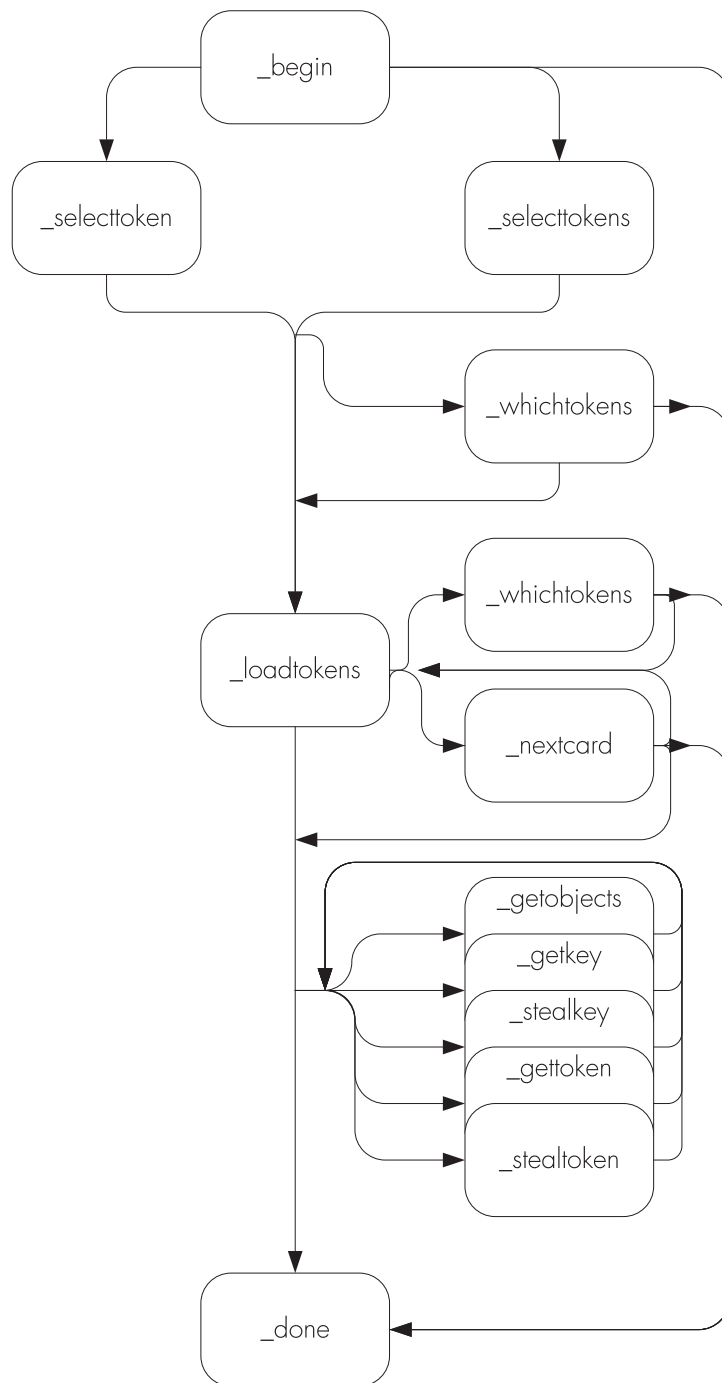 _begin
_selecttoken
_selecttokens
_whichtokens
_whichtokens
_loadtokens
_nextcard
_getobjects
_getkey
_stealkey
_gettoken
_stealtoken
_done